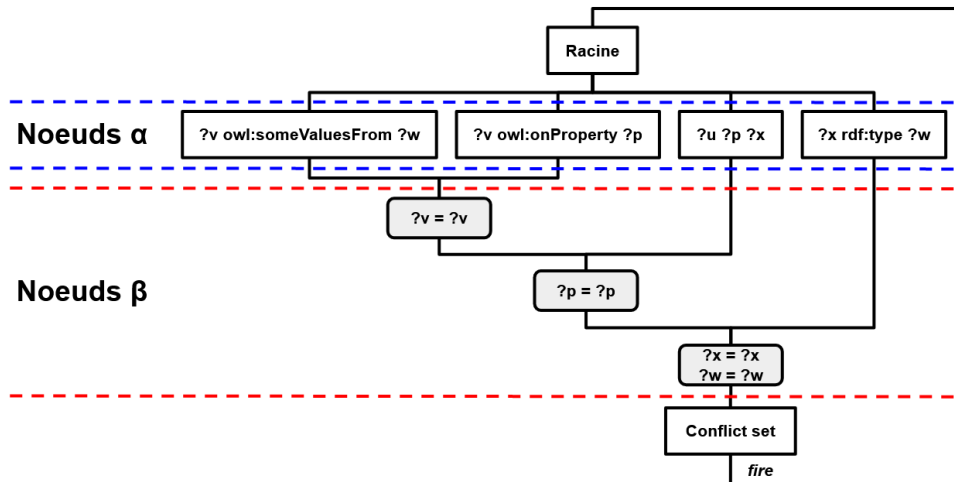 Racine
Noeuds α
?v owl:someValuesFrom ?w
?v owl:onProperty ?p
?u ?p ?x
?x rdf:type ?w
?v = ?v
Noeuds β
?p = ?p
?x = ?x
?w = ?w
Conflict set
fire